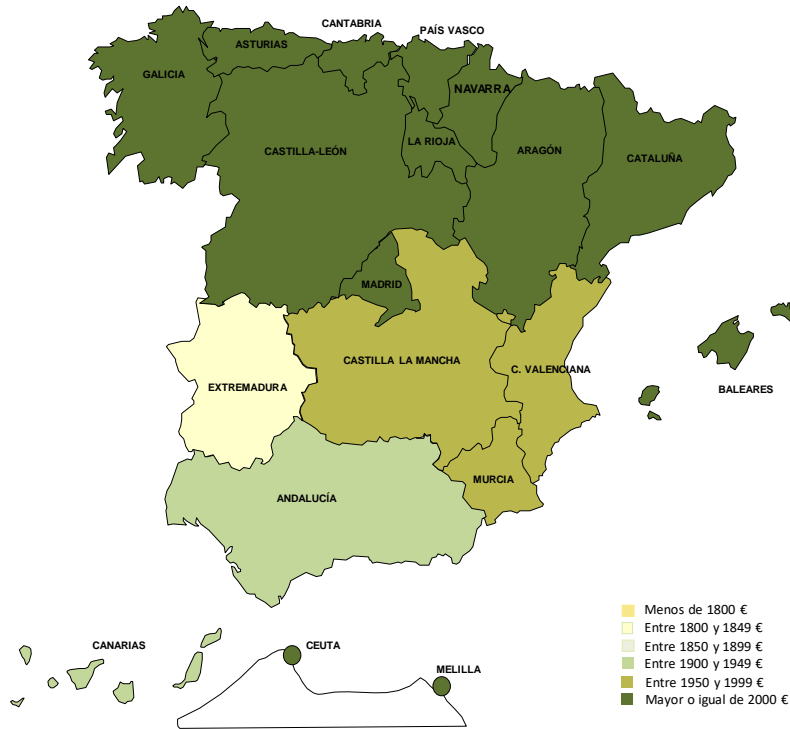 CANTABRIA
PAÍS VASCO
ASTURIAS
GALICIA
NAVARRA
LA RIOJA
CASTILLA-LEÓN
ARAGÓN
CATALUÑA
MADRID
CASTILLA LA MANCHA
C. VALENCIANA
EXTREMADURA
BALEARES
MURCIA
ANDALUCÍA
CANARIAS
CEUTA
MELILLA
Menos de 1800 €
Entre 1800 y 1849 €
Entre 1850 y 1899 €
Entre 1900 y 1949 €
Entre 1950 y 1999 €
Mayor o igual de 2000 €